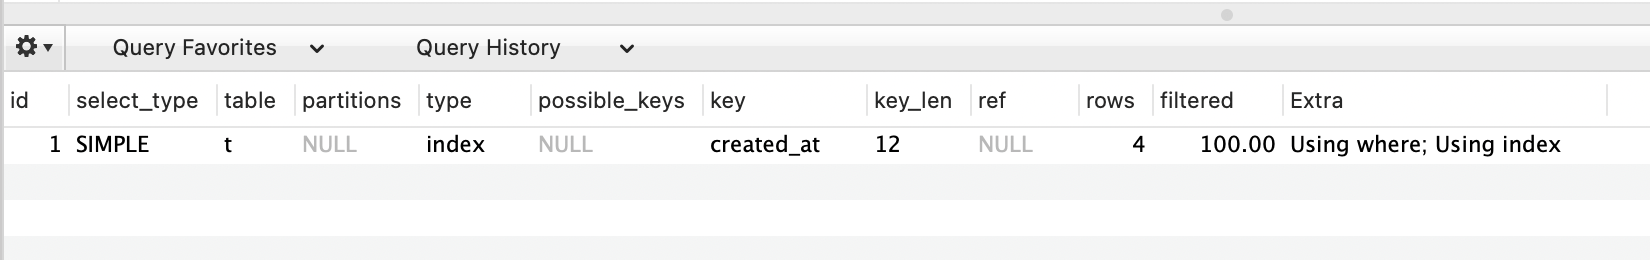 Query Favorites Query History
id select_type table partitions type possible_keys key key_len ref rows filtered Extra
1 SIMPLE t NULL index NULL created_at 12 NULL 4 100.00 Using where; Using index